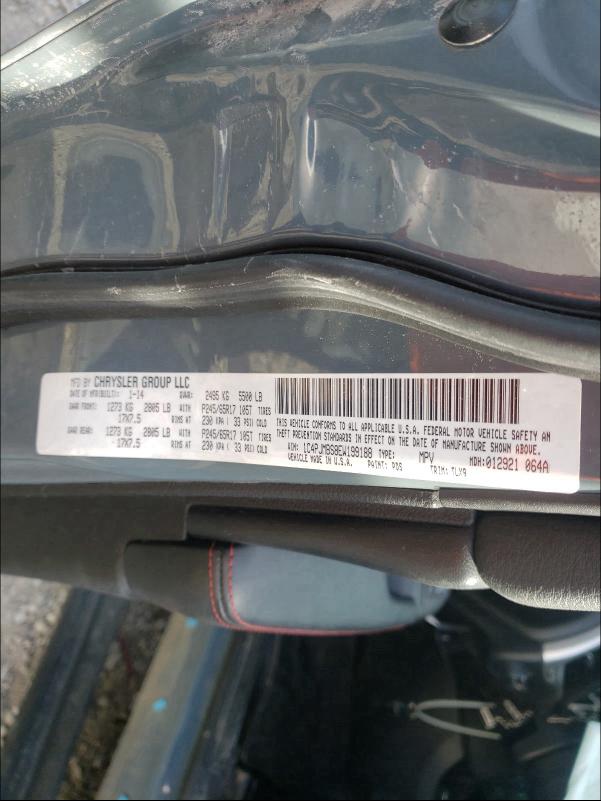 MFD BY CHRYSLER GROUP LLC
DATE OF MFR(BUILT): 1-14 GVWR: 2495 KG 5500 LB
GAWR FRONT: 1273 KG 2805 LB WITH P245/65R17 105T TIRES
17X7.5 RIMS AT 230 KPA ( 33 PSI) COLD
GAWR REAR: 1273 KG 2805 LB WITH P245/65R17 105T TIRES
17X7.5 RIMS AT 230 KPA ( 33 PSI) COLD
THIS VEHICLE CONFORMS TO ALL APPLICABLE U.S.A. FEDERAL MOTOR VEHICLE SAFETY AN
THEFT PREVENTION STANDARDS IN EFFECT ON THE DATE OF MANUFACTURE SHOWN ABOVE.
VIN: 1C4PJMBS8EW199188 TYPE: MPV MDH: 012921 064A
VEHICLE MADE IN U.S.A. PAINT: PDS TRIM: TLX9